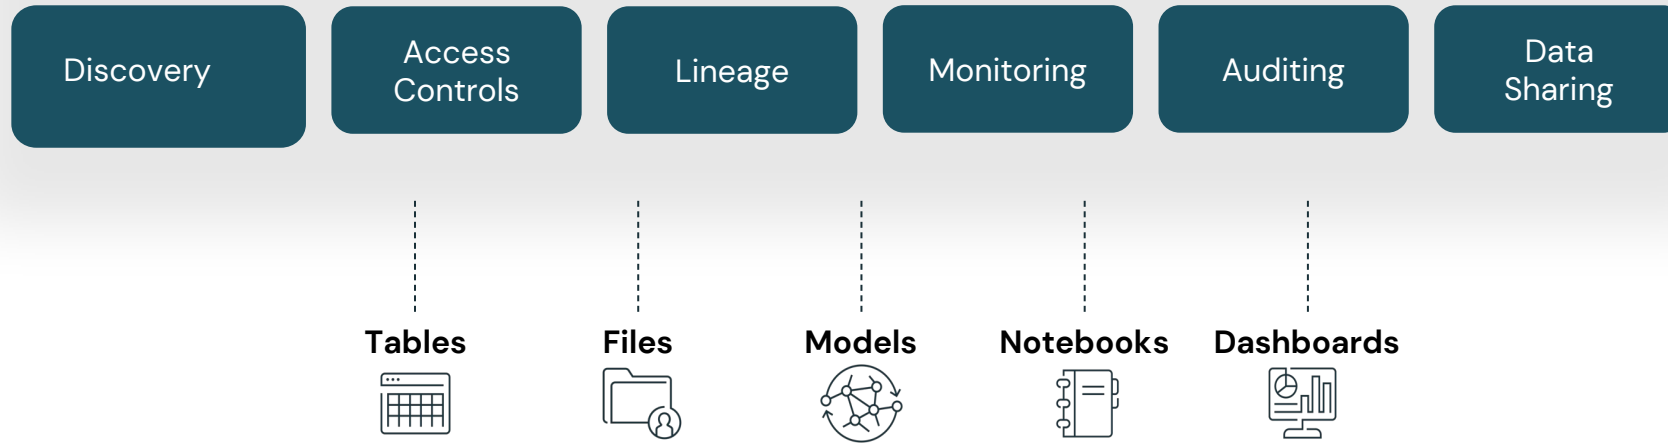 Discovery
Access
Controls
Lineage
Monitoring
Auditing
Data
Sharing
Tables
Files
Models
Notebooks
Dashboards